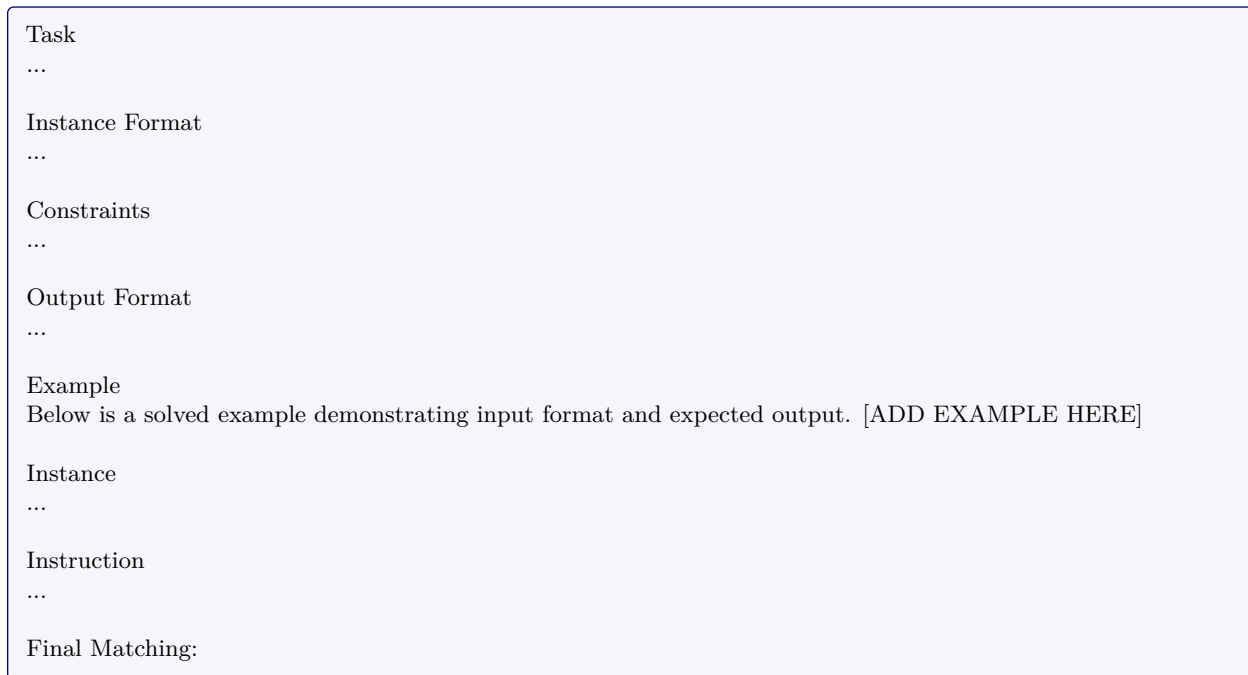 Task
...
Instance Format
...
Constraints
...
Output Format
...
Example
Below is a solved example demonstrating input format and expected output. [ADD EXAMPLE HERE]
Instance
...
Instruction
...
Final Matching: